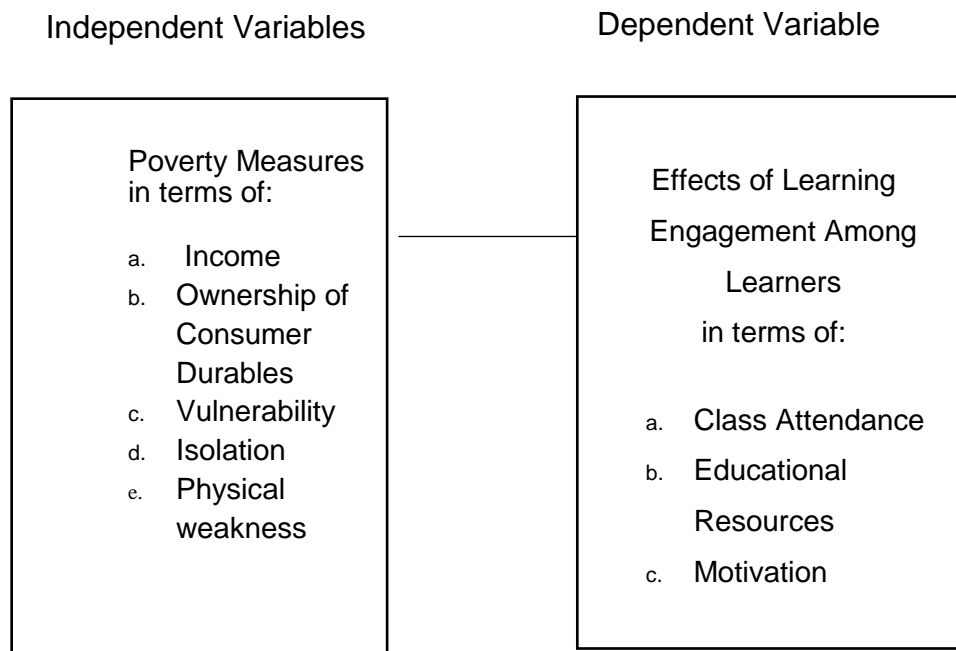 Independent Variables
Dependent Variable
Poverty Measures
in terms of:
a. Income
b. Ownership of
Consumer
Durables
c. Vulnerability
d. Isolation
e. Physical
weakness
Effects of Learning
Engagement Among
Learners
in terms of:
a. Class Attendance
b. Educational
Resources
c. Motivation